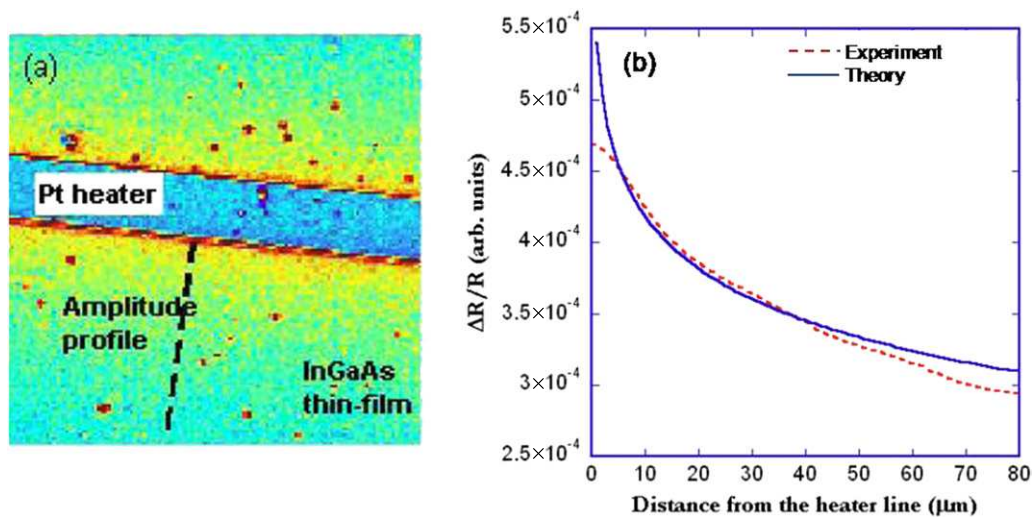 (a)
Pt heater
Amplitude
profile
InGaAs
thin-film
(b)
Experiment
Theory
5.5×10⁻⁴
5×10⁻⁴
4.5×10⁻⁴
4×10⁻⁴
3.5×10⁻⁴
3×10⁻⁴
2.5×10⁻⁴
ΔR/R (arb. units)
0 10 20 30 40 50 60 70 80
Distance from the heater line (μm)